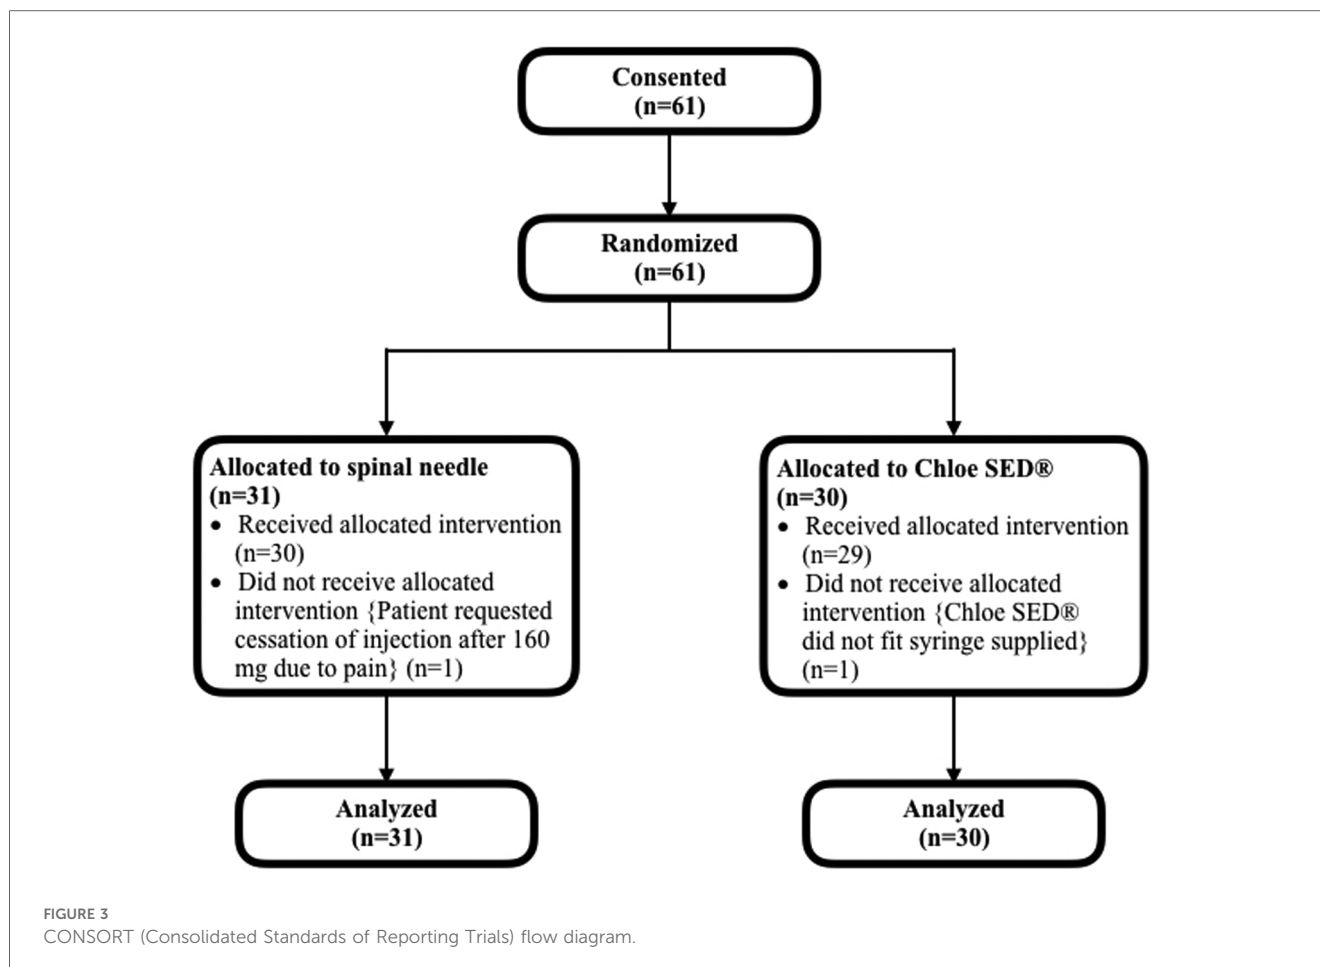 Consented
(n=61)
Randomized
(n=61)
Allocated to spinal needle
(n=31)
• Received allocated intervention
(n=30)
• Did not receive allocated
intervention {Patient requested
cessation of injection after 160
mg due to pain} (n=1)
Allocated to Chloe SED®
(n=30)
• Received allocated intervention
(n=29)
• Did not receive allocated
intervention {Chloe SED®
did not fit syringe supplied}
(n=1)
Analyzed
(n=31)
Analyzed
(n=30)
FIGURE 3
CONSORT (Consolidated Standards of Reporting Trials) flow diagram.